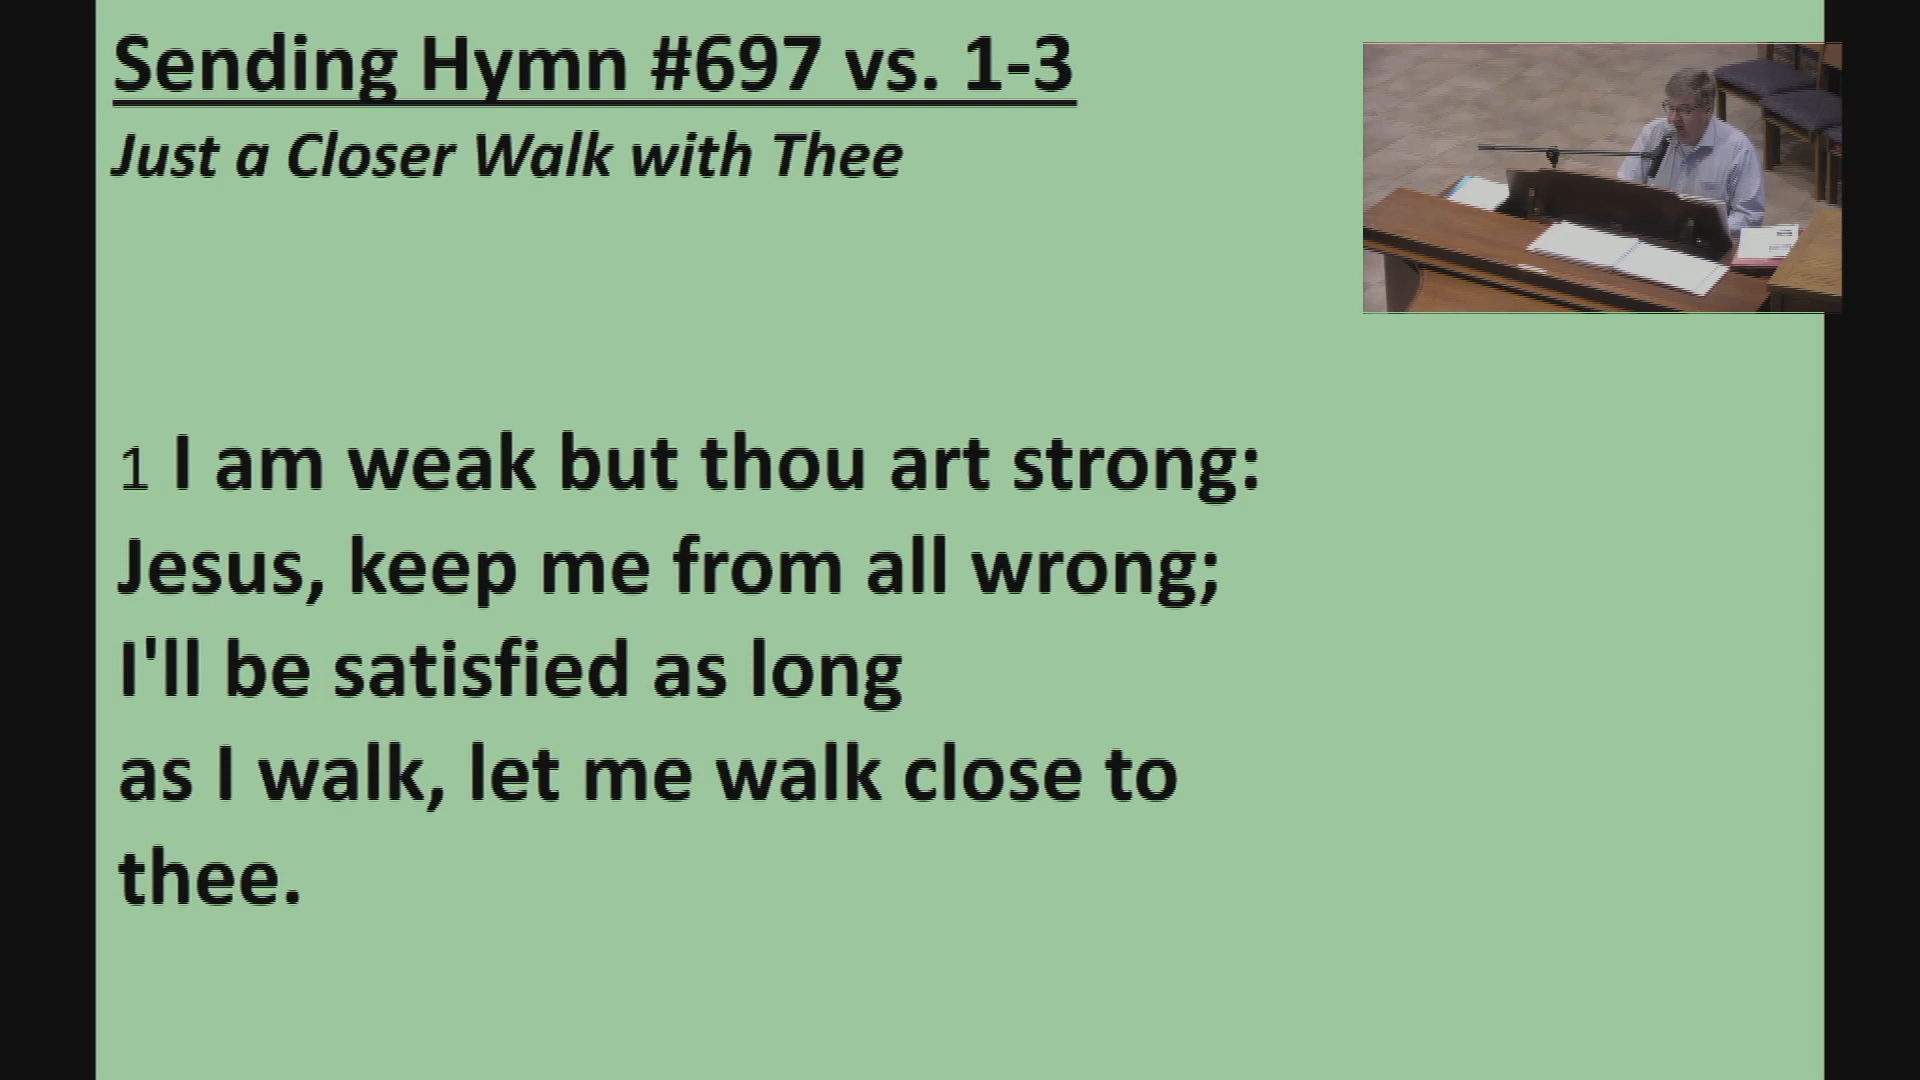 Sending Hymn #697 vs. 1-3
Just a Closer Walk with Thee
1 I am weak but thou art strong:
Jesus, keep me from all wrong;
I'll be satisfied as long
as I walk, let me walk close to
thee.